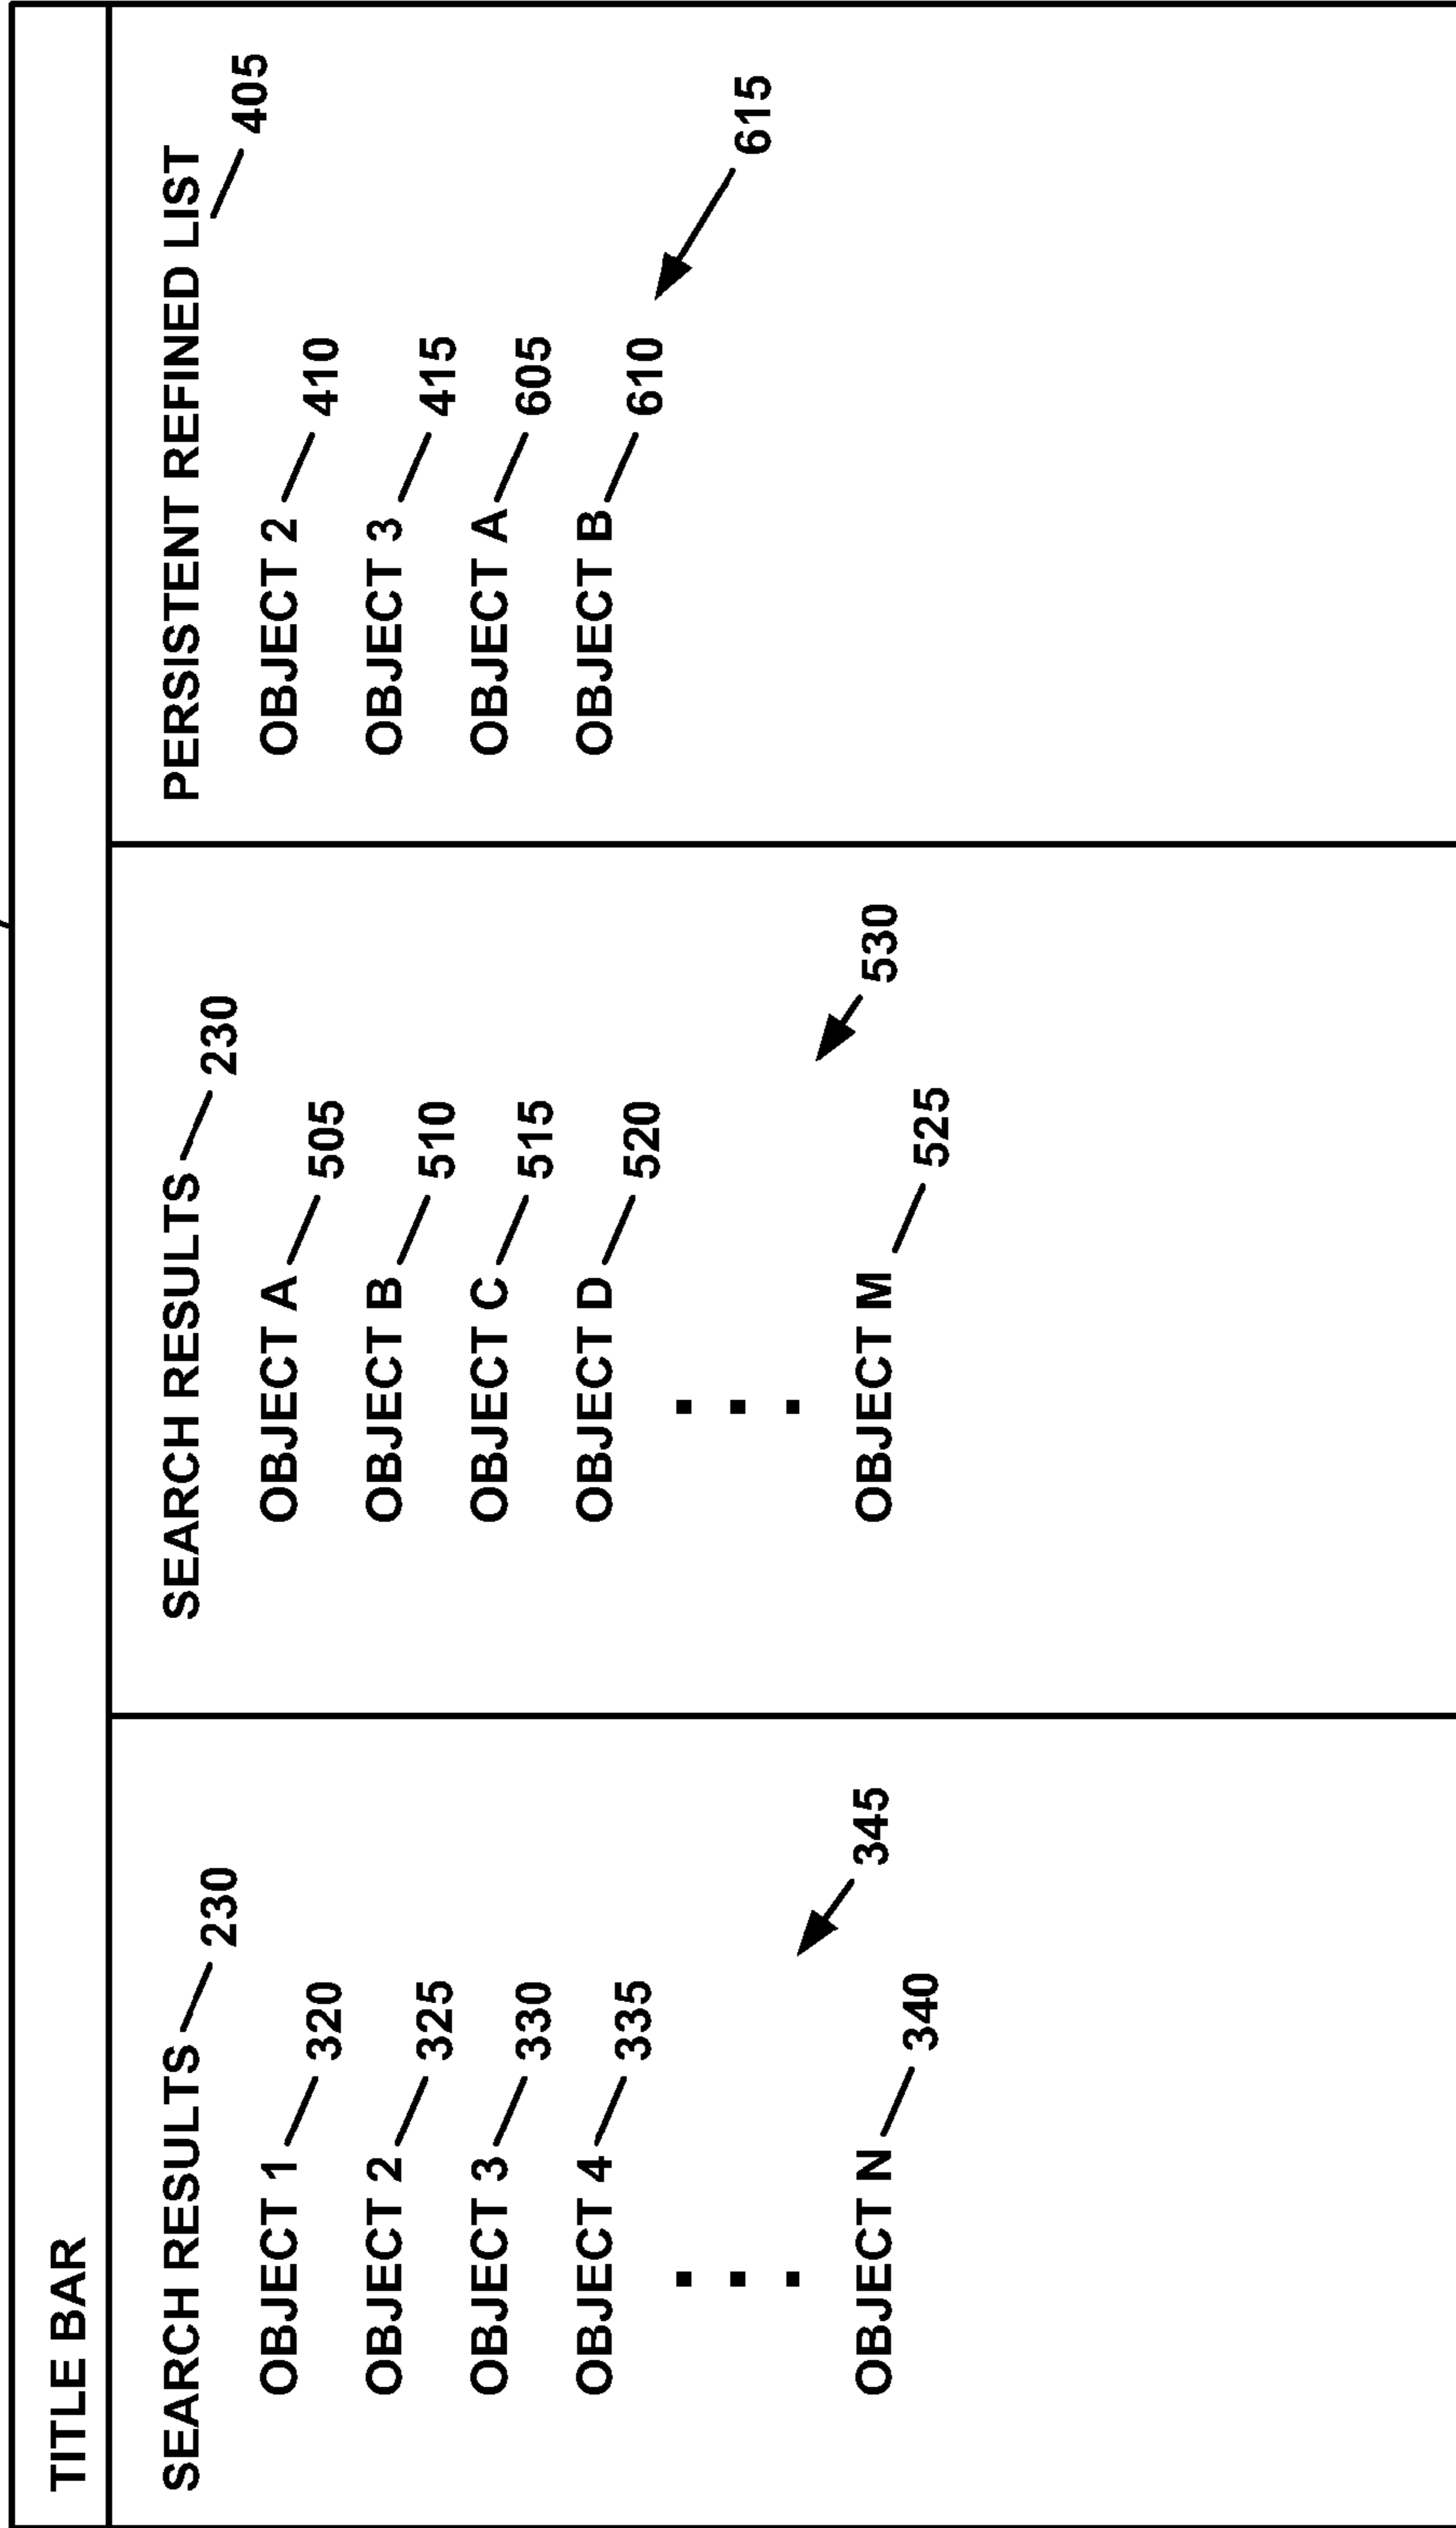 TITLE BAR
SEARCH RESULTS 230
OBJECT 1 320
OBJECT 2 325
OBJECT 3 330
OBJECT 4 335
345
OBJECT N 340
SEARCH RESULTS 230
OBJECT A 505
OBJECT B 510
OBJECT C 515
OBJECT D 520
530
OBJECT M 525
PERSISTENT REFINED LIST 405
OBJECT 2 410
OBJECT 3 415
OBJECT A 605
OBJECT B 610
615